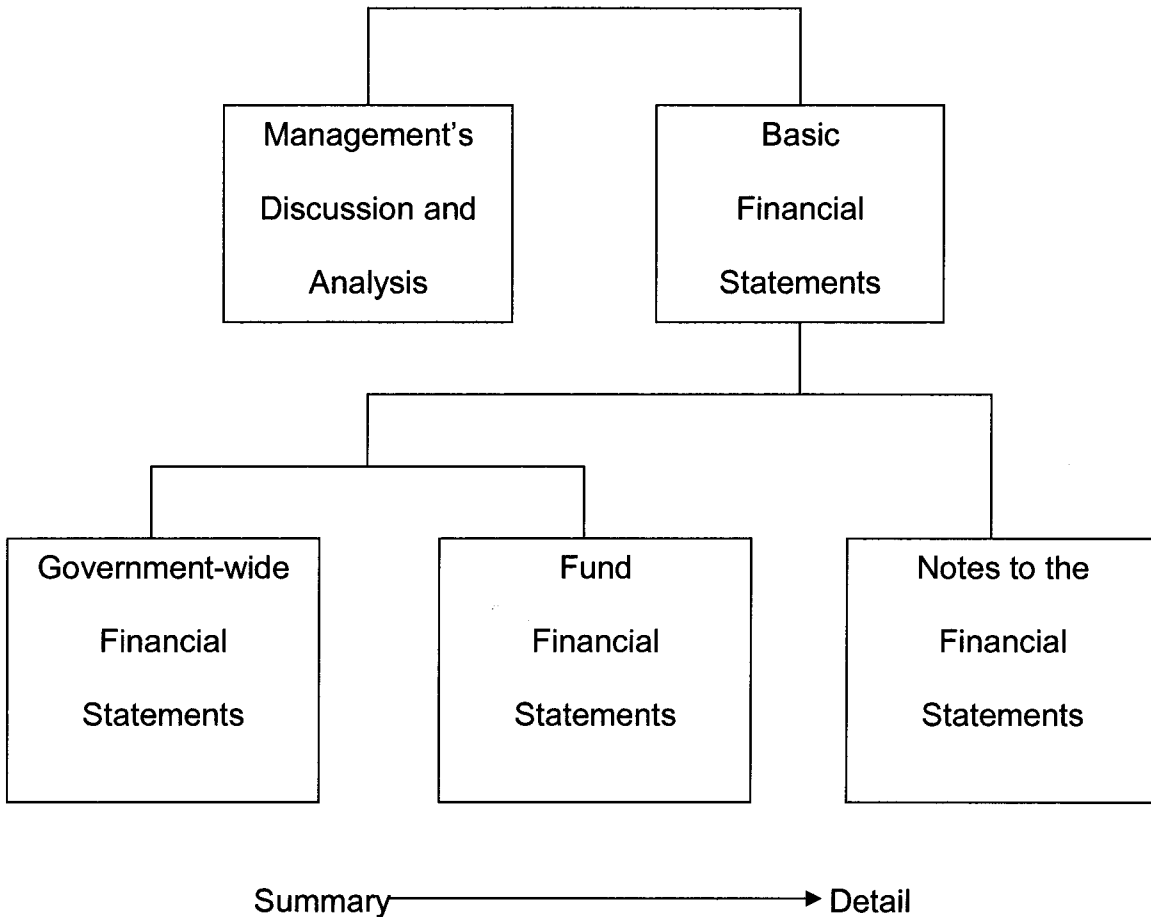 Management's
Discussion and
Analysis
Basic
Financial
Statements
Government-wide
Financial
Statements
Fund
Financial
Statements
Notes to the
Financial
Statements
Summary Detail